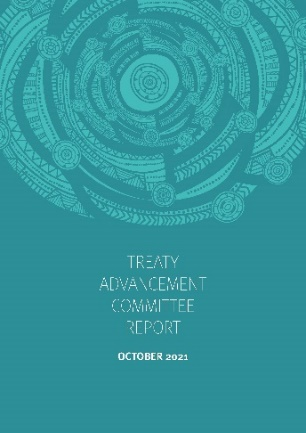 TREATY
ADVANCEMENT
COMMITTEE
REPORT
OCTOBER 2021